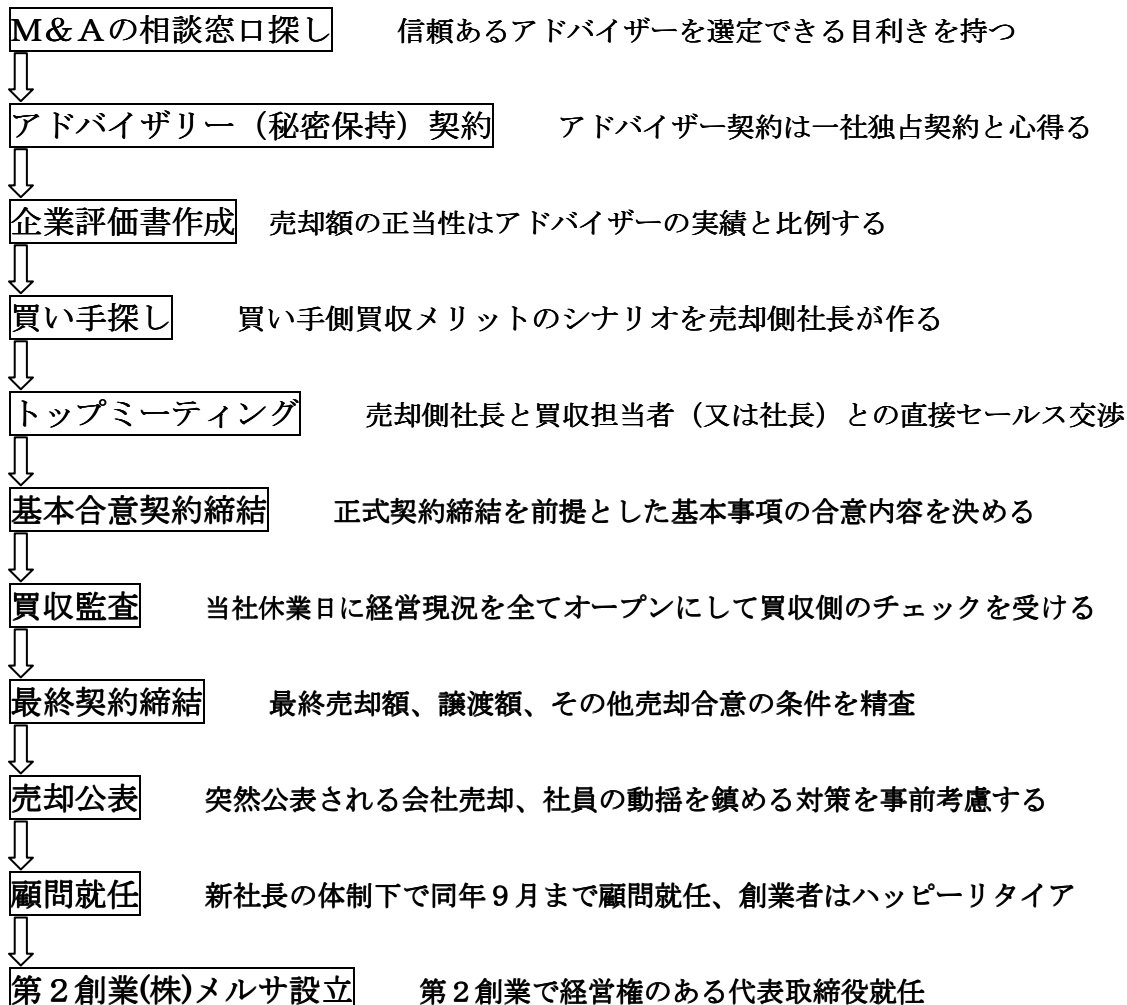 M&Aの相談窓口探し　信頼あるアドバイザーを選定できる目利きを持つ
アドバイザリー（秘密保持）契約　アドバイザー契約は一社独占契約と心得る
企業評価書作成　売却額の正当性はアドバイザーの実績と比例する
買い手探し　買い手側買収メリットのシナリオを売却側社長が作る
トップミーティング　売却側社長と買収担当者（又は社長）との直接セールス交渉
基本合意契約締結　正式契約締結を前提とした基本事項の合意内容を決める
買収監査　当社休業日に経営現況を全てオープンにして買収側のチェックを受ける
最終契約締結　最終売却額、譲渡額、その他売却合意の条件を精査
売却公表　突然公表される会社売却、社員の動揺を鎮める対策を事前考慮する
顧問就任　新社長の体制下で同年９月まで顧問就任、創業者はハッピーリタイア
第２創業(株)メルサ設立　第２創業で経営権のある代表取締役就任